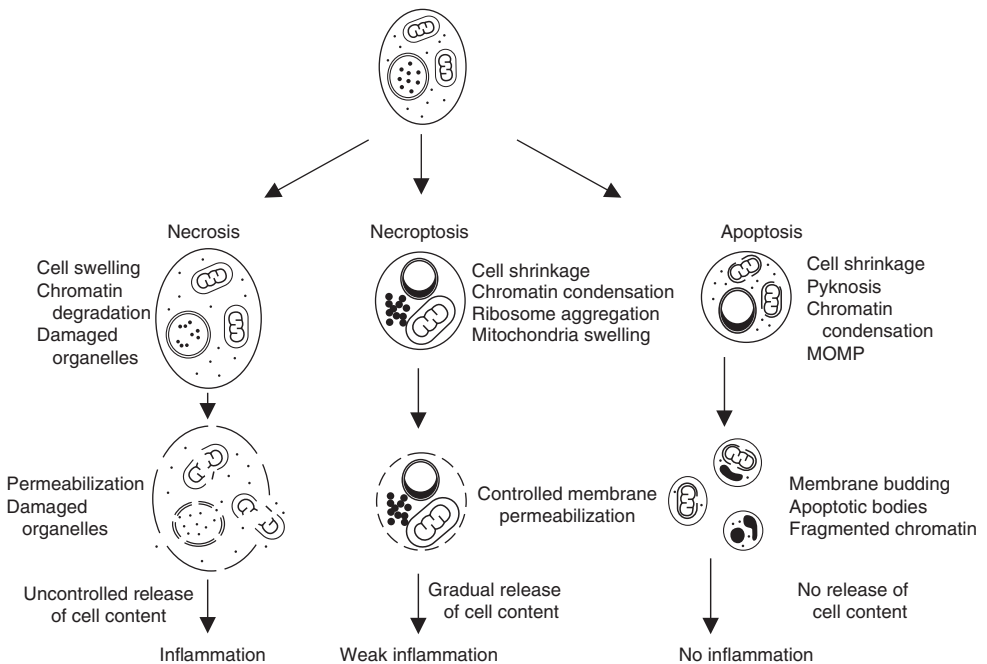 Necrosis
Cell swelling
Chromatin
degradation
Damaged
organelles
Permeabilization
Damaged
organelles
Uncontrolled release
of cell content
Inflammation
Necroptosis
Cell shrinkage
Chromatin condensation
Ribosome aggregation
Mitochondria swelling
Controlled membrane
permeabilization
Gradual release
of cell content
Weak inflammation
Apoptosis
Cell shrinkage
Pyknosis
Chromatin
condensation
MOMP
Membrane budding
Apoptotic bodies
Fragmented chromatin
No release of
cell content
No inflammation